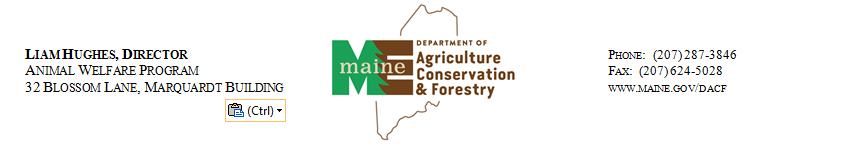 LIAM HUGHES, DIRECTOR
ANIMAL WELFARE PROGRAM
32 BLOSSOM LANE, MARQUARDT BUILDING
(Ctrl)
maine
DEPARTMENT OF
Agriculture
Conservation
& Forestry
PHONE: (207) 287-3846
FAX: (207) 624-5028
WWW.MAINE.GOV/DACF